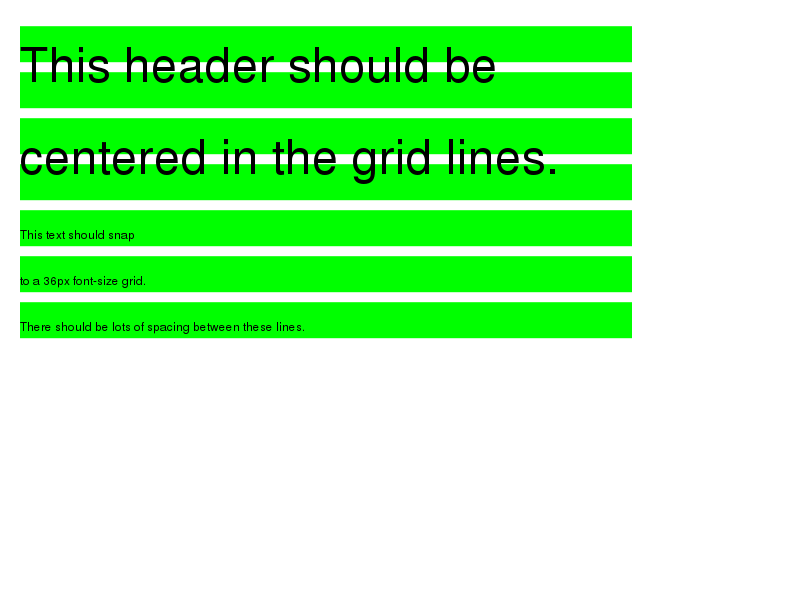 This header should be
centered in the grid lines.
This text should snap
to a 36px font-size grid.
There should be lots of spacing between these lines.